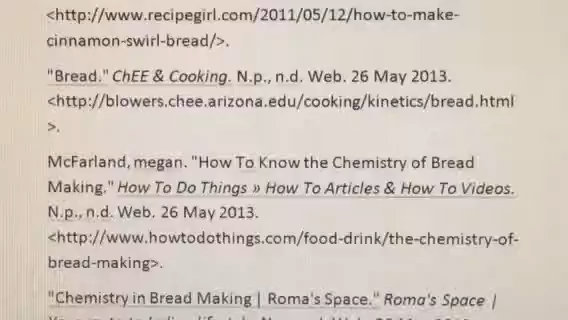 <http://www.recipegirl.com/2011/05/12/how-to-make-
cinnamon-swirl-bread/>.
"Bread." ChEE & Cooking. N.p., n.d. Web. 26 May 2013.
<http://blowers.chee.arizona.edu/cooking/kinetics/bread.html
>.
McFarland, megan. "How To Know the Chemistry of Bread
Making." How To Do Things » How To Articles & How To Videos.
N.p., n.d. Web. 26 May 2013.
<http://www.howtodothings.com/food-drink/the-chemistry-of-
bread-making>.
"Chemistry in Bread Making | Roma's Space." Roma's Space |